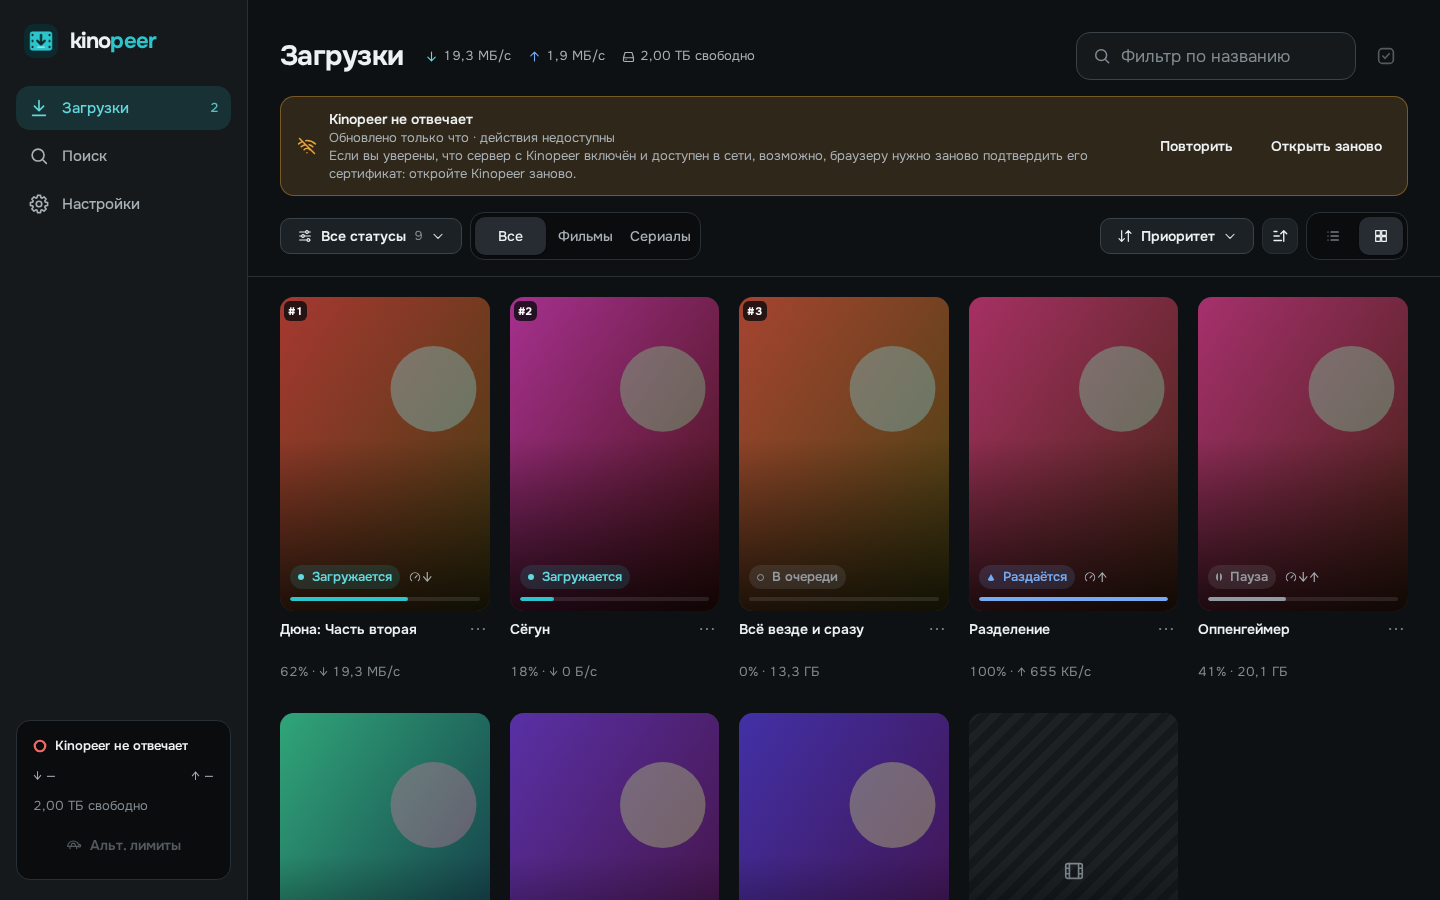 kinopeer
Загрузки 2
Поиск
Настройки
Kinopeer не отвечает
↓ – ↑ –
2,00 ТБ свободно
Альт. лимиты
Загрузки ↓ 19,3 МБ/с ↑ 1,9 МБ/с 2,00 ТБ свободно
Фильтр по названию
Kinopeer не отвечает
Обновлено только что · действия недоступны
Если вы уверены, что сервер с Kinopeer включён и доступен в сети, возможно, браузеру нужно заново подтвердить его
сертификат: откройте Kinopeer заново.
Повторить Открыть заново
Все статусы 9 Все Фильмы Сериалы Приоритет
#1 #2 #3
Загружается Загружается В очереди Раздаётся Пауза
Дюна: Часть вторая ··· Сёгун ··· Всё везде и сразу ··· Разделение ··· Оппенгеймер ···
62% · ↓ 19,3 МБ/с 18% · ↓ 0 Б/с 0% · 13,3 ГБ 100% · ↑ 655 КБ/с 41% · 20,1 ГБ